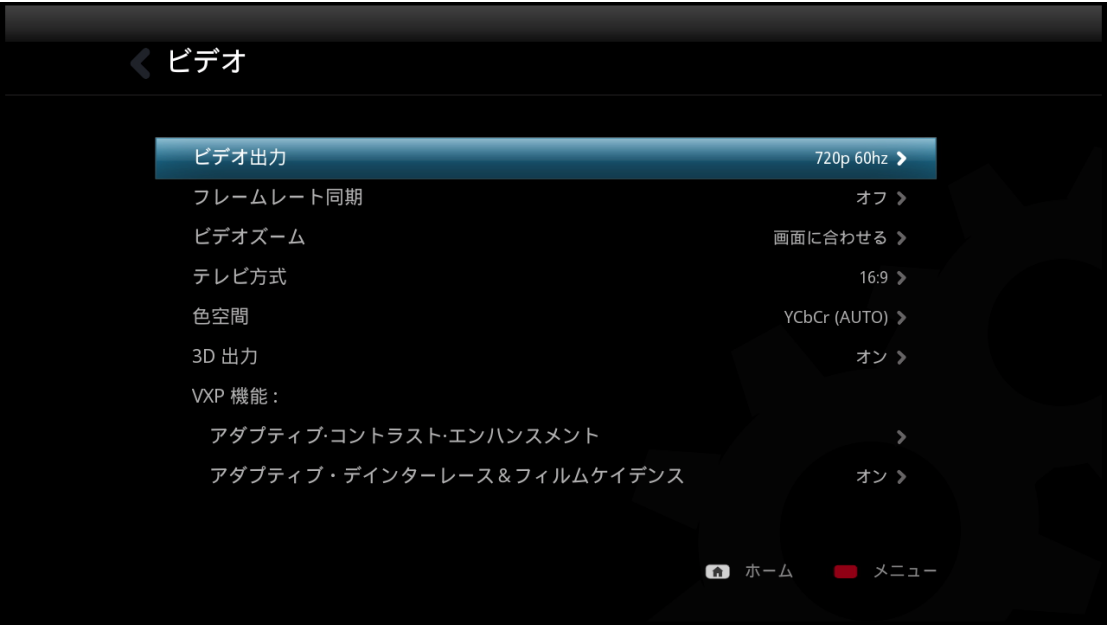 ビデオ
ビデオ出力 720p 60hz
フレームレート同期 オフ
ビデオズーム 画面に合わせる
テレビ方式 16:9
色空間 YCbCr (AUTO)
3D 出力 オン
VXP 機能 :
アダプティブ·コントラスト·エンハンスメント
アダプティブ・デインターレース＆フィルムケイデンス オン
ホーム メニュー